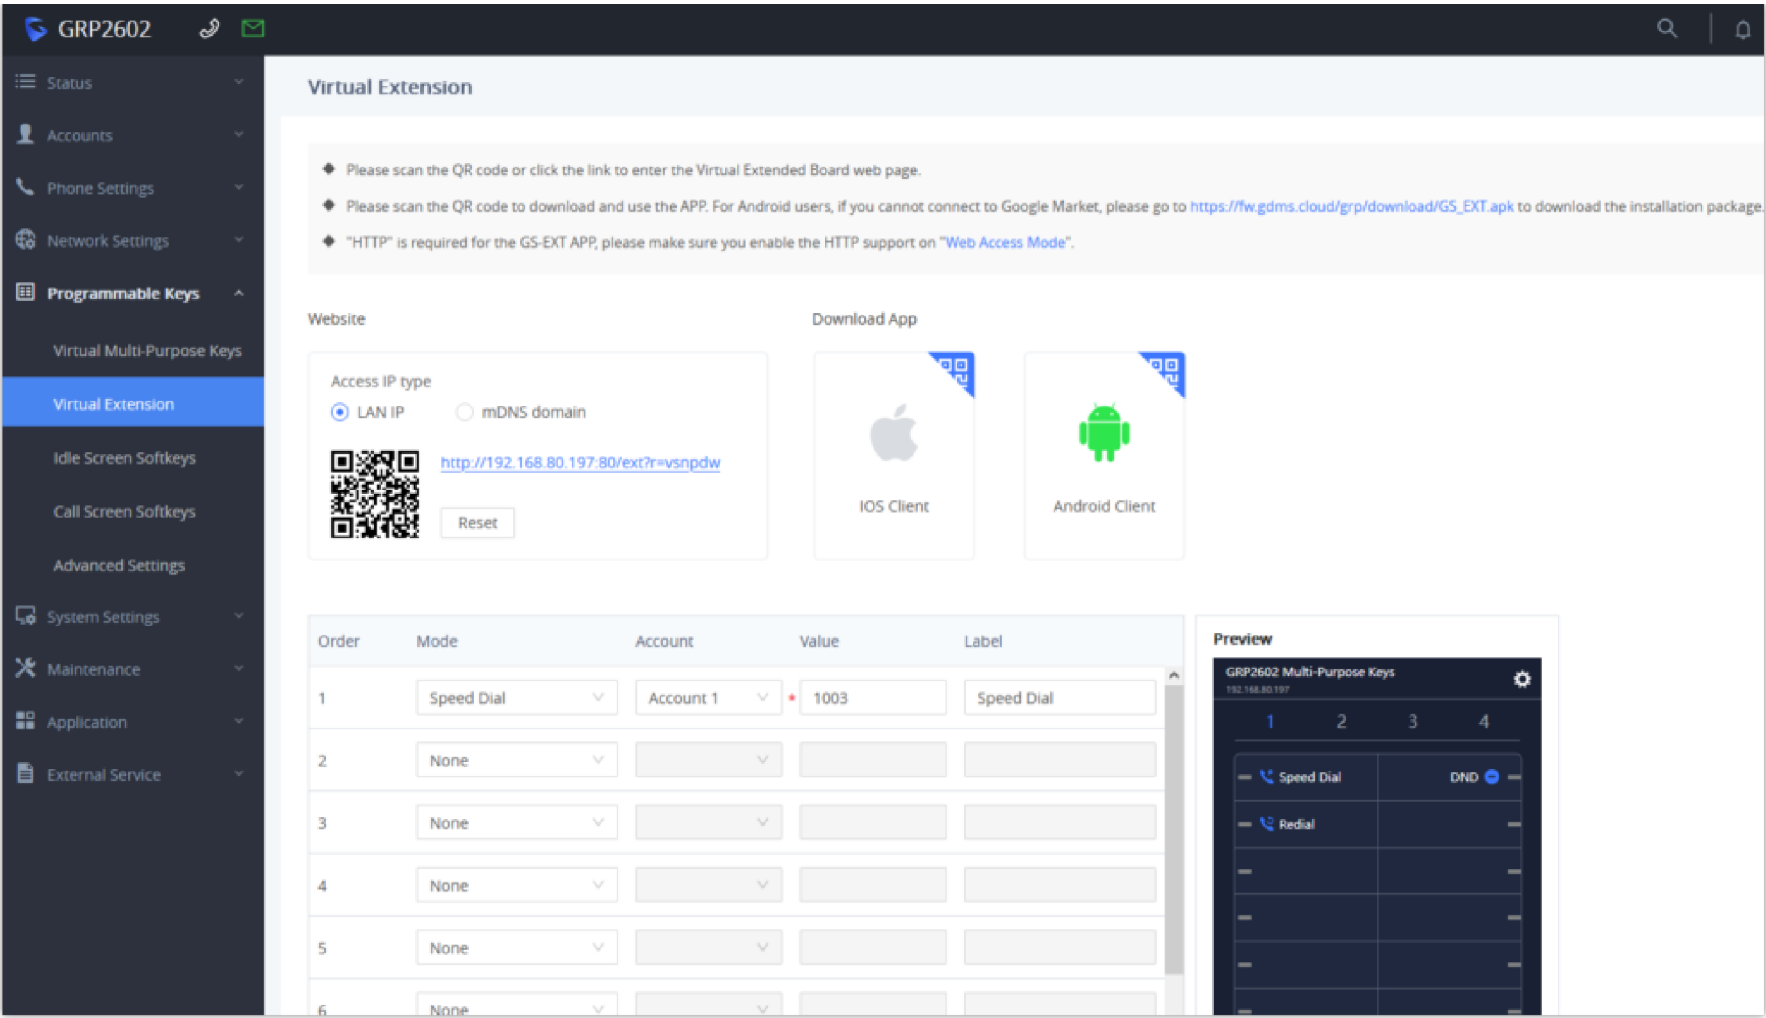 GRP2602
Status
Accounts
Phone Settings
Network Settings
Programmable Keys
Virtual Multi-Purpose Keys
Virtual Extension
Idle Screen Softkeys
Call Screen Softkeys
Advanced Settings
System Settings
Maintenance
Application
External Service
Virtual Extension
Please scan the QR code or click the link to enter the Virtual Extended Board web page.
Please scan the QR code to download and use the APP. For Android users, if you cannot connect to Google Market, please go to https://fw.gdms.cloud/grp/download/GS_EXT.apk to download the installation package.
"HTTP" is required for the GS-EXT APP, please make sure you enable the HTTP support on "Web Access Mode".
Website
Access IP type
LAN IP mDNS domain
http://192.168.80.197:80/ext?r=vsnpdw
Reset
Download App
IOS Client
Android Client
Order Mode Account Value Label
1 Speed Dial Account 1 * 1003 Speed Dial
2 None
3 None
4 None
5 None
6 None
Preview
GRP2602 Multi-Purpose Keys
192.168.80.197
1 2 3 4
Speed Dial DND
Redial